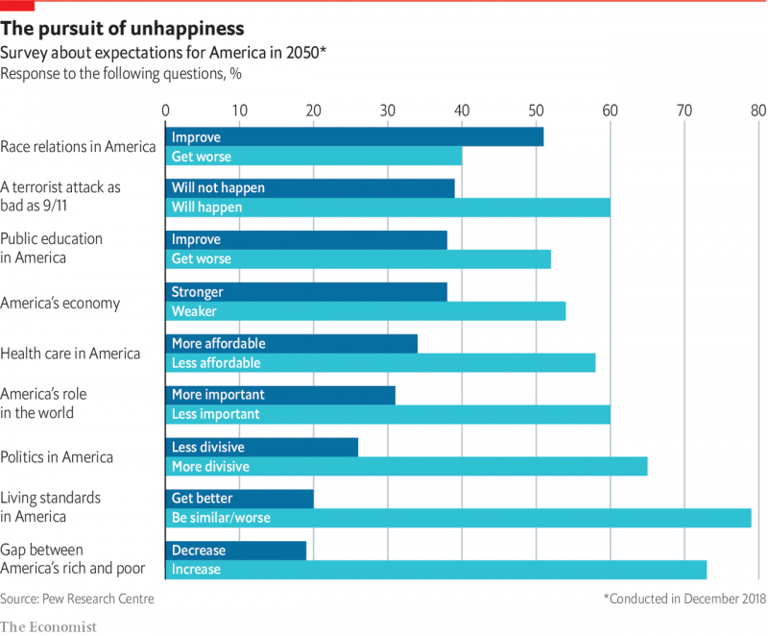 The pursuit of unhappiness
Survey about expectations for America in 2050*
Response to the following questions, %
0 10 20 30 40 50 60 70 80
Race relations in America
Improve
Get worse
A terrorist attack as
bad as 9/11
Will not happen
Will happen
Public education
in America
Improve
Get worse
America's economy
Stronger
Weaker
Health care in America
More affordable
Less affordable
America's role
in the world
More important
Less important
Politics in America
Less divisive
More divisive
Living standards
in America
Get better
Be similar/worse
Gap between
America's rich and poor
Decrease
Increase
Source: Pew Research Centre
*Conducted in December 2018
The Economist